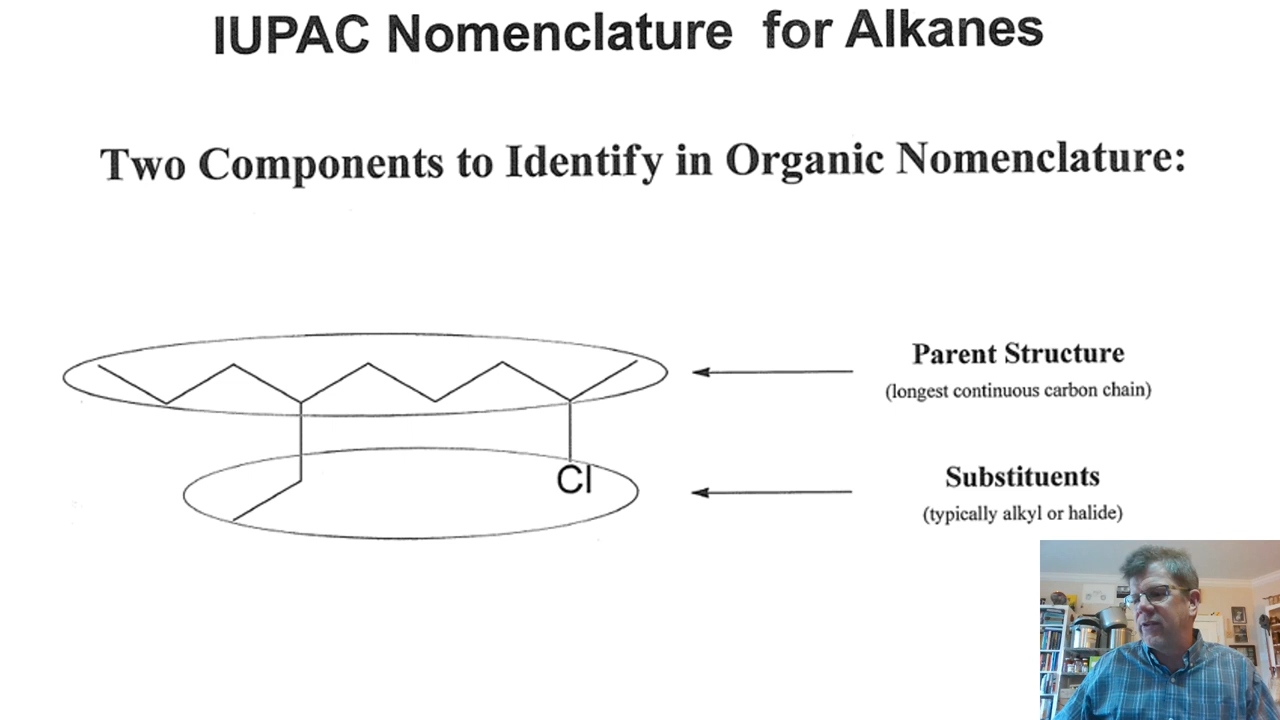 IUPAC Nomenclature for Alkanes
Two Components to Identify in Organic Nomenclature:
Parent Structure
(longest continuous carbon chain)
Cl
Substituents
(typically alkyl or halide)